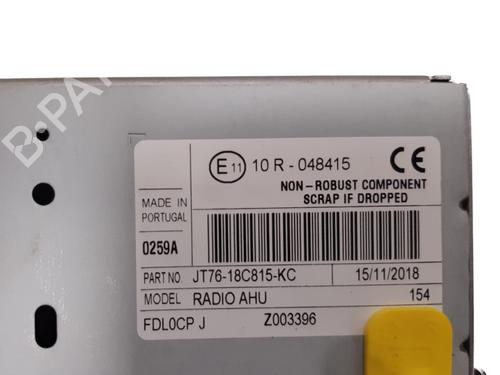 B-PA
E11 10 R - 048415 CE
NON - ROBUST COMPONENT
SCRAP IF DROPPED
MADE IN
PORTUGAL
0259A
PART NO. JT76-18C815-KC 15/11/2018
MODEL RADIO AHU 154
FDL0CP J Z003396